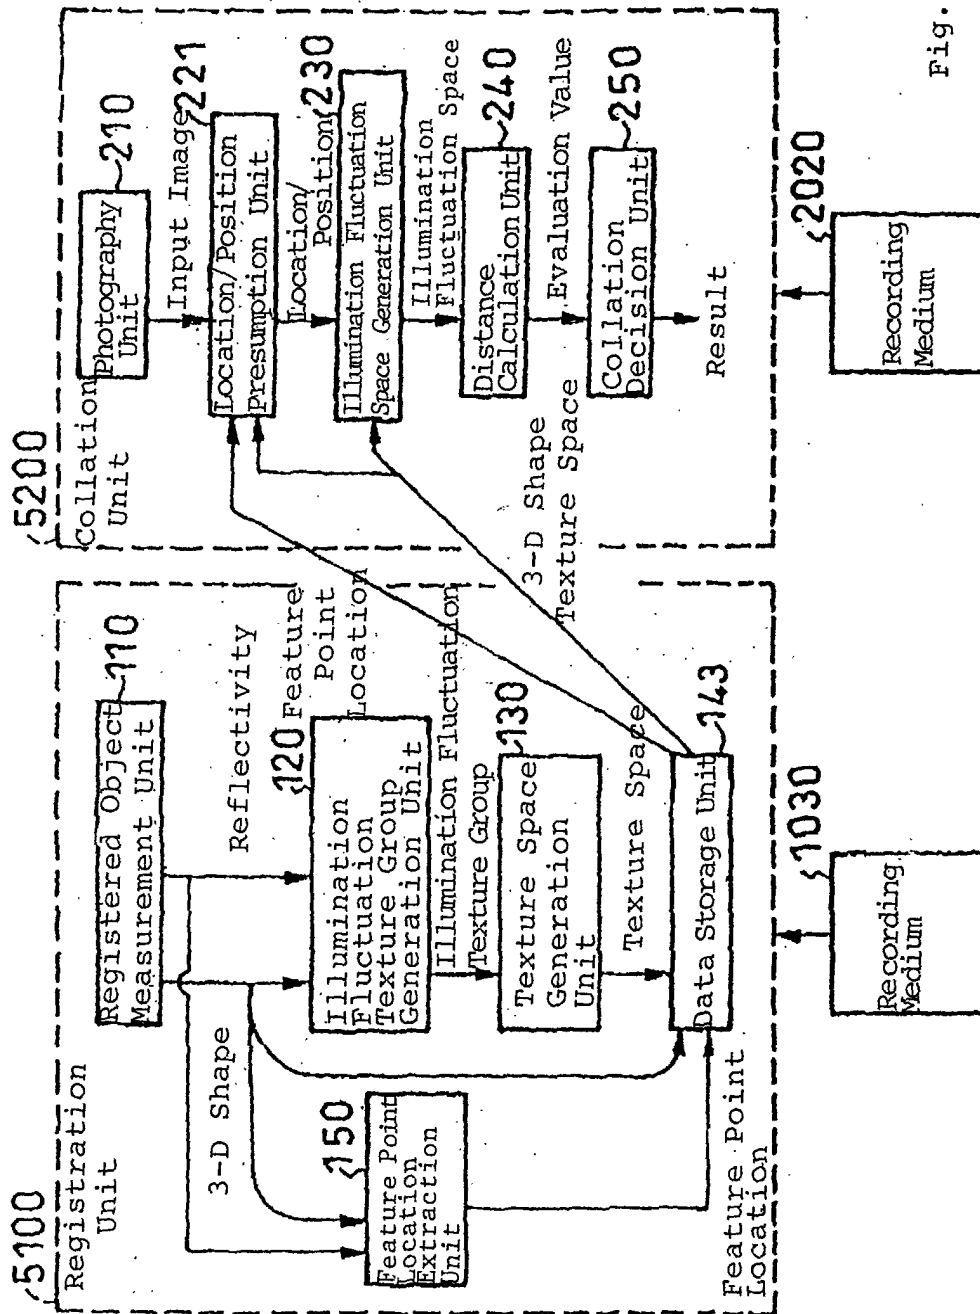 5100
Registration
Unit
Registered Object
Measurement Unit
110
3-D Shape
Reflectivity
150
Feature Point
Location
Extraction
Unit
120
Illumination
Fluctuation
Texture Group
Generation Unit
Feature
Point
Location
Illumination Fluctuation
Texture Group
130
Texture Space
Generation
Unit
Texture Space
143
Data Storage Unit
Feature Point
Location
1030
Recording
Medium
5200
Collation
Unit
210
Photography
Unit
Input Image
221
Location/Position
Presumption Unit
Location/
Position
230
Illumination Fluctuation
Space Generation Unit
Illumination
Fluctuation Space
3-D Shape
Texture Space
240
Distance
Calculation Unit
Evaluation Value
250
Collation
Decision Unit
Result
2020
Recording
Medium
Fig.